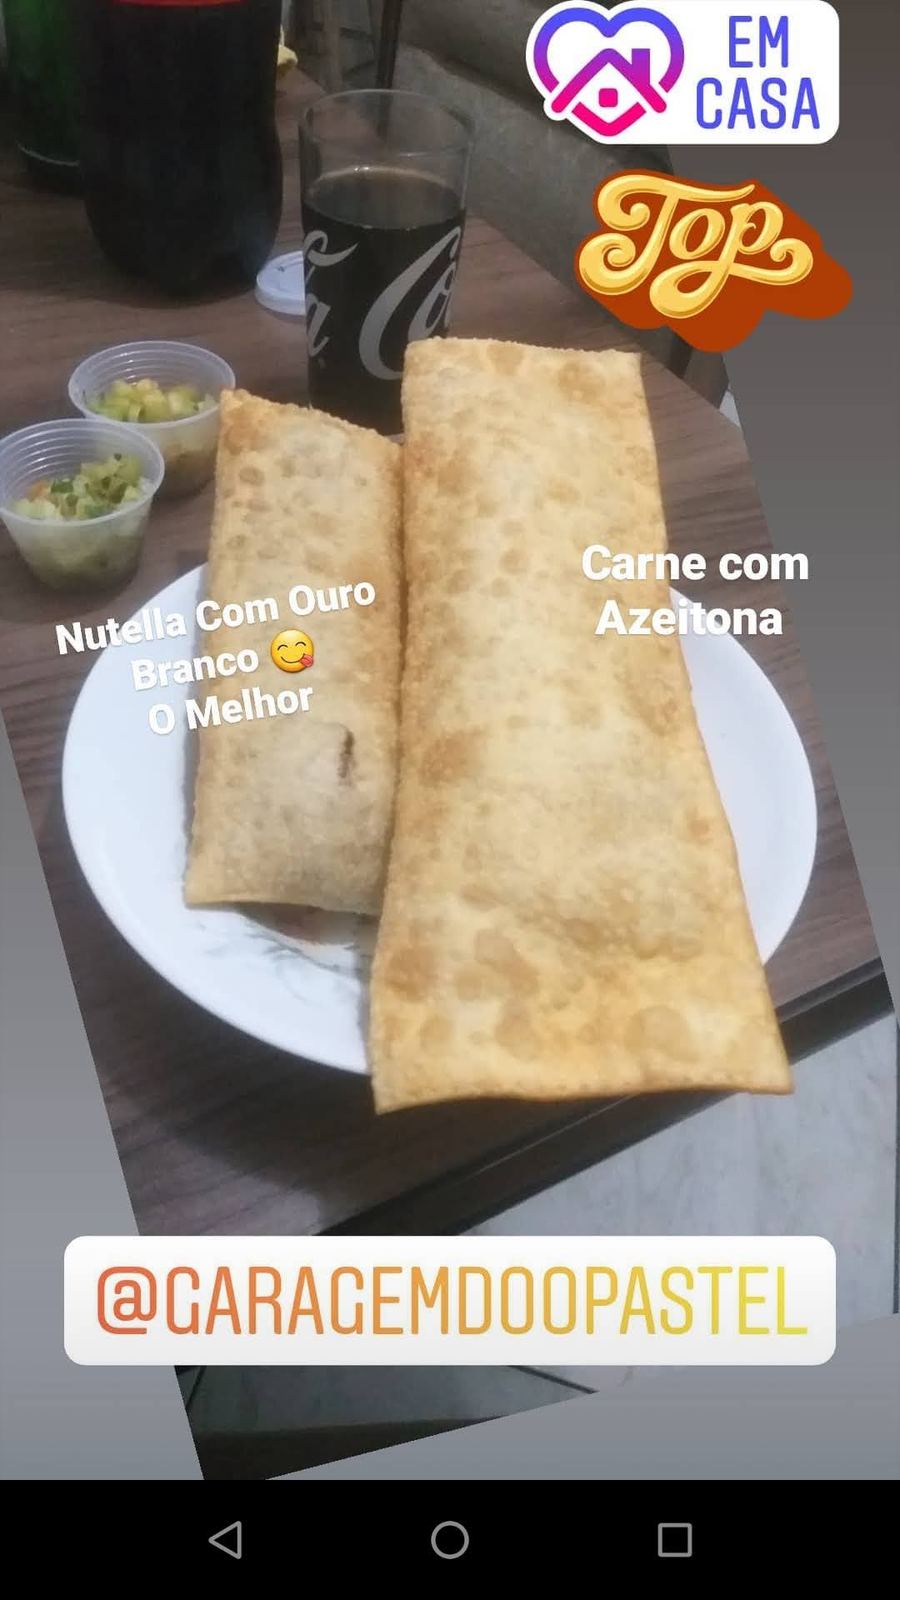 EM
CASA
Top
Carne com
Azeitona
Nutella Com Ouro
Branco 😋
O Melhor
@GARAGEMDOOPASTEL